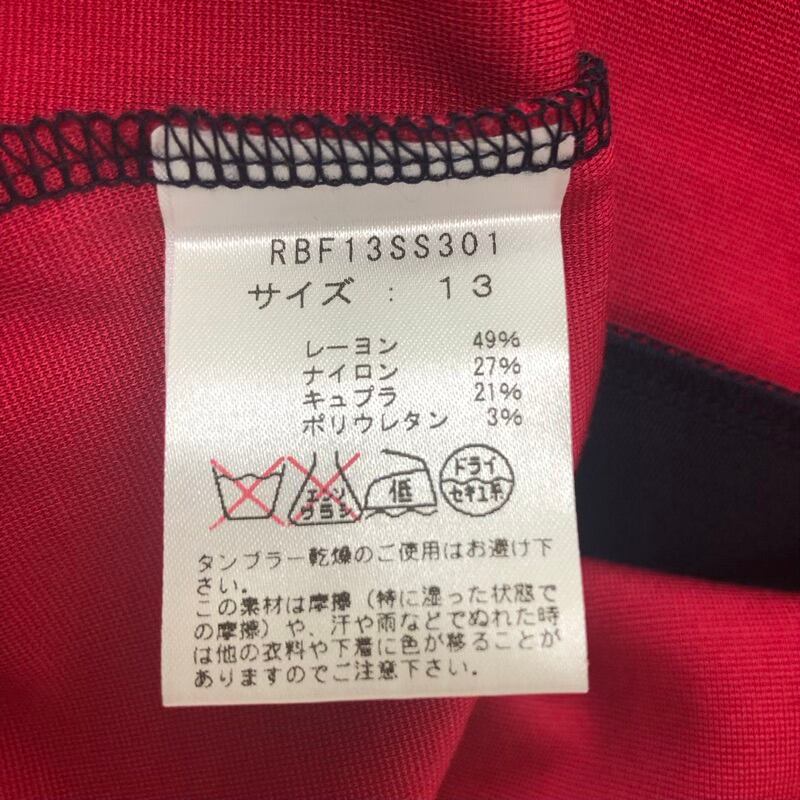 RBF13SS301
サイズ : 13
レーヨン 49%
ナイロン 27%
キュプラ 21%
ポリウレタン 3%
エンソ
ブラシ
低
ドライ
セキユ系
タンブラー乾燥のご使用はお避け下
さい。
この素材は摩擦（特に湿った状態で
の摩擦）や、汗や雨などでぬれた時
は他の衣料や下着に色が移ることが
ありますのでご注意下さい。